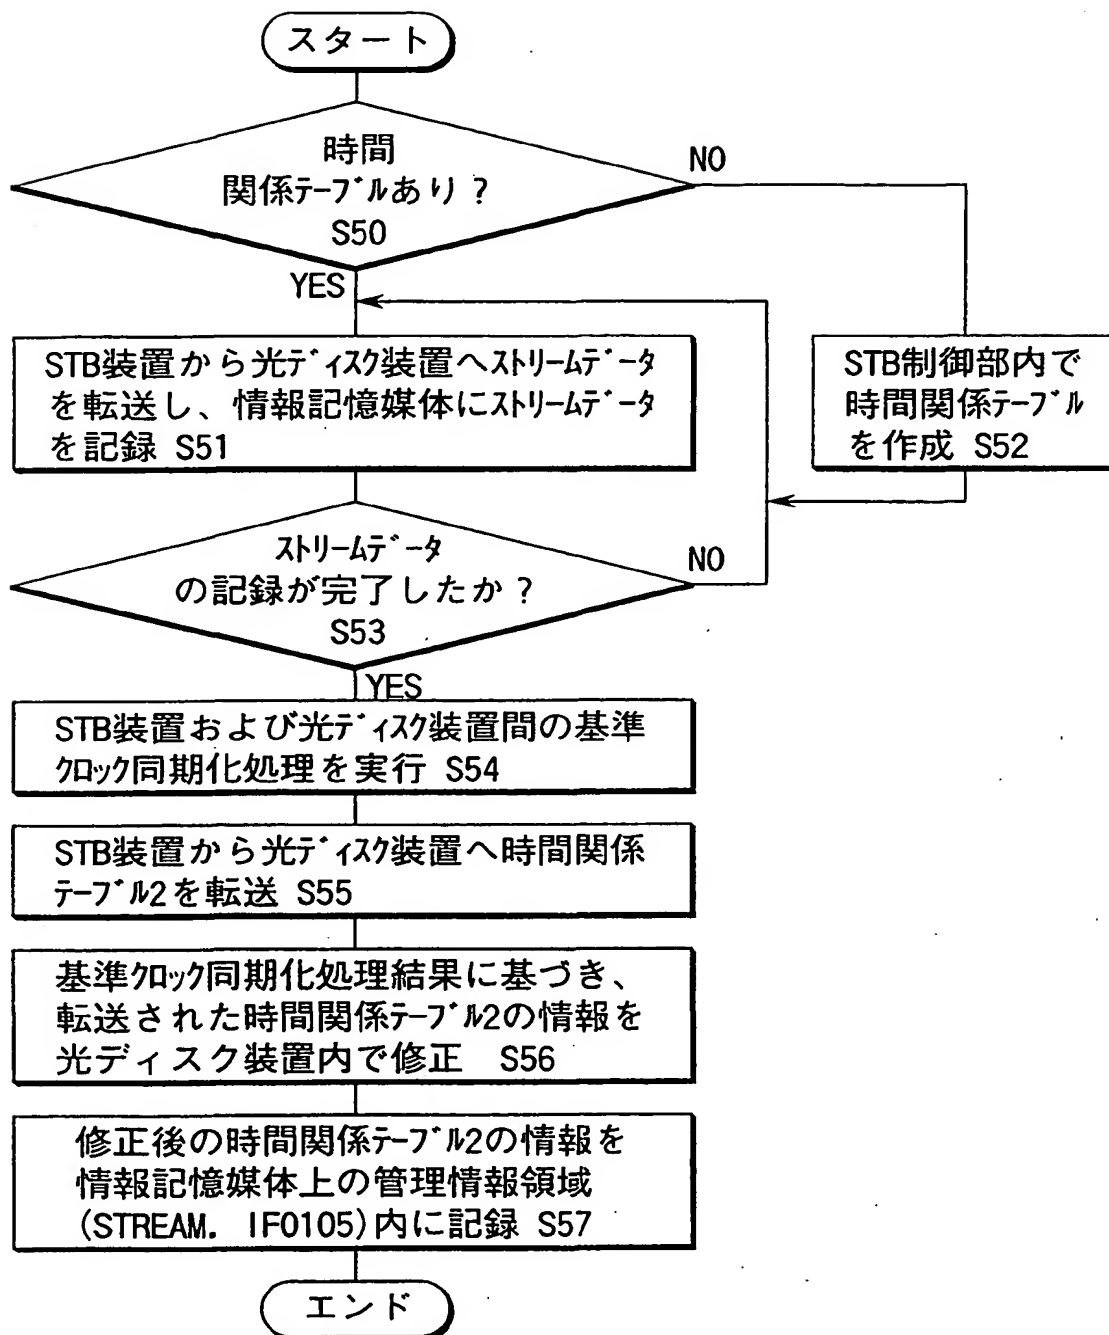 スタート
時間
関係テーブルあり?
S50
NO
YES
STB装置から光ディスク装置へストリームデータ
を転送し、情報記憶媒体にストリームデータ
を記録 S51
STB制御部内で
時間関係テーブル
を作成 S52
ストリームデータ
の記録が完了したか?
S53
NO
YES
STB装置および光ディスク装置間の基準
クロック同期化処理を実行 S54
STB装置から光ディスク装置へ時間関係
テーブル2を転送 S55
基準クロック同期化処理結果に基づき、
転送された時間関係テーブル2の情報を
光ディスク装置内で修正 S56
修正後の時間関係テーブル2の情報を
情報記憶媒体上の管理情報領域
(STREAM. IFO105)内に記録 S57
エンド